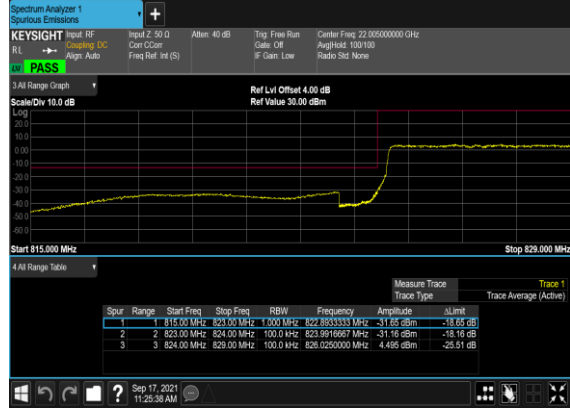 Spectrum Analyzer 1
Spurious Emissions
+
KEYSIGHT Input: RF Input Z: 50 Ω Atten: 40 dB Trig: Free Run Center Freq: 22.005000000 GHz
RL Coupling: DC Corr CCorr Gate: Off Avg|Hold: 100/100
Align: Auto Freq Ref: Int (S) IF Gain: Low Radio Std: None
PASS
3 All Range Graph Ref Lvl Offset 4.00 dB
Scale/Div 10.0 dB Ref Value 30.00 dBm
Log
20.0
10.0
0.00
-10.0
-20.0
-30.0
-40.0
-50.0
-60.0
Start 815.000 MHz Stop 829.000 MHz
4 All Range Table
Measure Trace Trace 1
Trace Type Trace Average (Active)
Spur Range Start Freq Stop Freq RBW Frequency Amplitude ΔLimit
1 1 815.00 MHz 823.00 MHz 1.000 MHz 822.8933333 MHz -31.65 dBm -18.65 dB
2 2 823.00 MHz 824.00 MHz 100.0 kHz 823.9916667 MHz -31.16 dBm -18.16 dB
3 3 824.00 MHz 829.00 MHz 100.0 kHz 826.0250000 MHz 4.495 dBm -25.51 dB
? Sep 17, 2021
11:25:38 AM